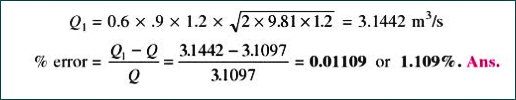 Q₁ = 0.6 × .9 × 1.2 × √(2 × 9.81 × 1.2) = 3.1442 m³/s
% error = (Q₁ – Q)/Q = (3.1442 – 3.1097)/3.1097 = 0.01109 or 1.109%. Ans.